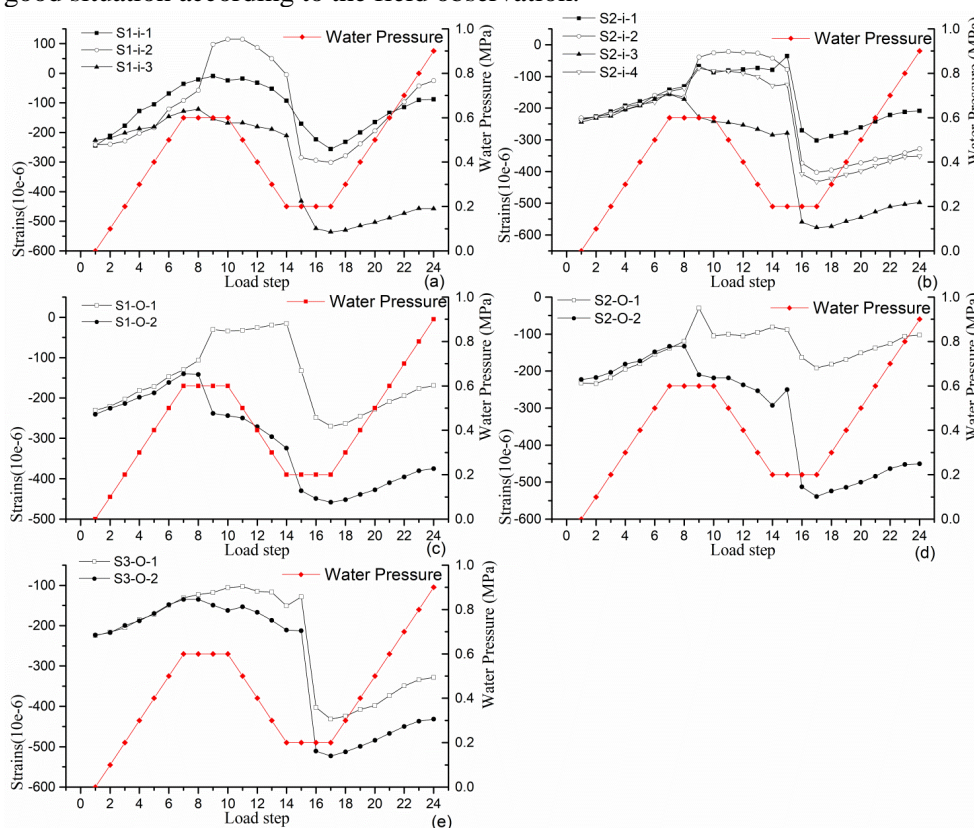 good situation according to the field observation.
S1-i-1
S1-i-2
S1-i-3
Water Pressure
Strains(10e-6)
100
0
-100
-200
-300
-400
-500
-600
0 2 4 6 8 10 12 14 16 18 20 22 24
Load step
(a)
1.0
0.8
0.6
0.4
0.2
0.0
Water Pressure (MPa)
S2-i-1
S2-i-2
S2-i-3
S2-i-4
Water Pressure
Strains(10e-6)
0
-100
-200
-300
-400
-500
-600
0 2 4 6 8 10 12 14 16 18 20 22 24
Load step
(b)
1.0
0.8
0.6
0.4
0.2
0.0
Water Pressure (MPa)
S1-O-1
S1-O-2
Water Pressure
Strains(10e-6)
0
-100
-200
-300
-400
-500
0 2 4 6 8 10 12 14 16 18 20 22 24
Load step
(c)
1.0
0.8
0.6
0.4
0.2
0.0
Water Pressure (MPa)
S2-O-1
S2-O-2
Water Pressure
Strains(10e-6)
0
-100
-200
-300
-400
-500
-600
0 2 4 6 8 10 12 14 16 18 20 22 24
Load step
(d)
1.0
0.8
0.6
0.4
0.2
0.0
Water Pressure (MPa)
S3-O-1
S3-O-2
Water Pressure
Strains(10e-6)
-100
-200
-300
-400
-500
-600
0 2 4 6 8 10 12 14 16 18 20 22 24
Load step
(e)
1.0
0.8
0.6
0.4
0.2
0.0
Water Pressure (MPa)